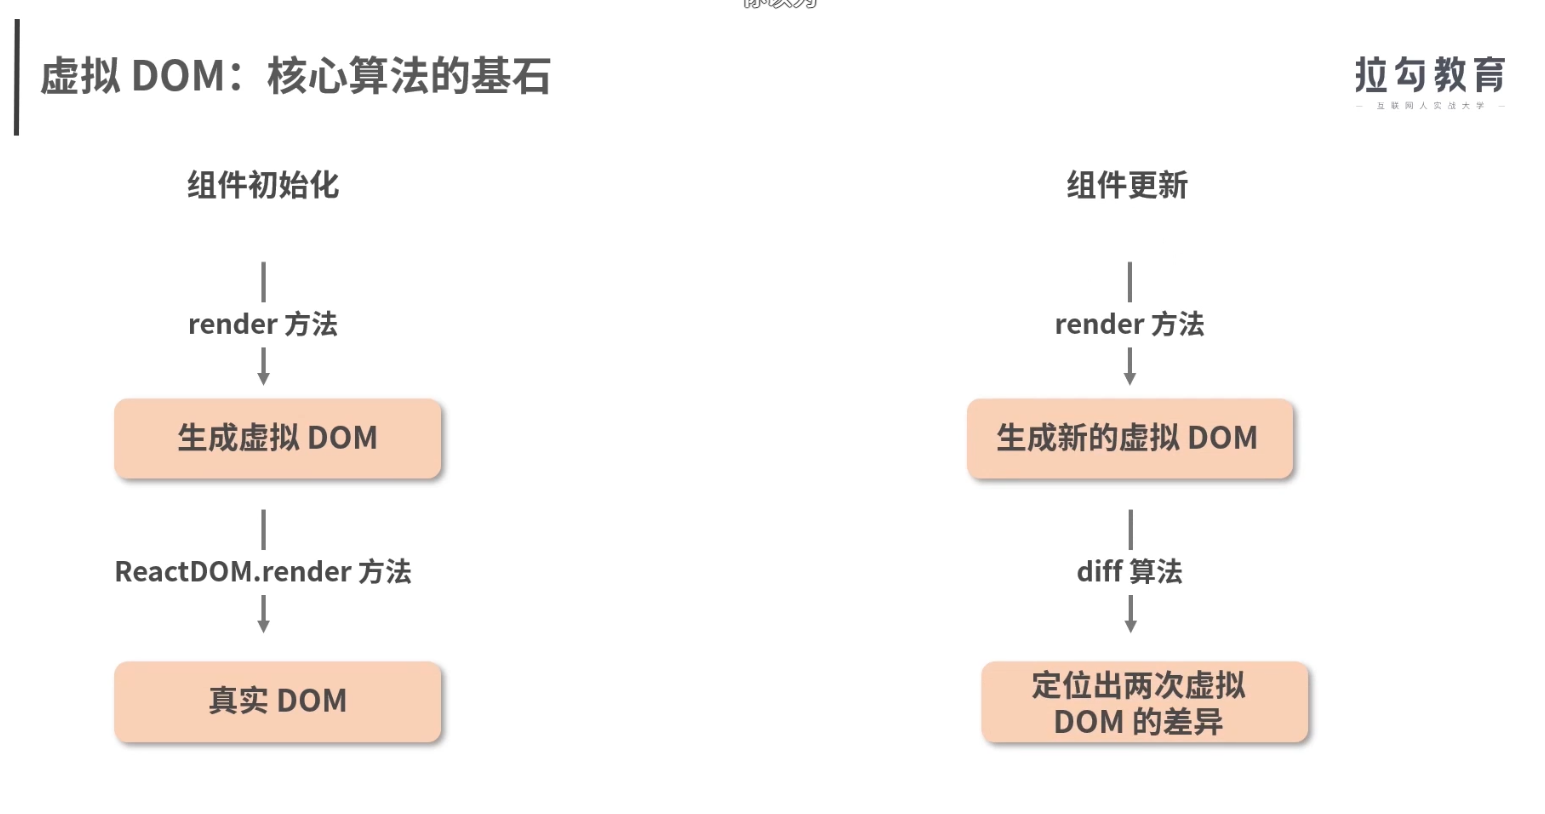 虚拟 DOM：核心算法的基石
拉勾教育
— 互联网人实战大学 —
组件初始化
render 方法
生成虚拟 DOM
ReactDOM.render 方法
真实 DOM
组件更新
render 方法
生成新的虚拟 DOM
diff 算法
定位出两次虚拟
DOM 的差异